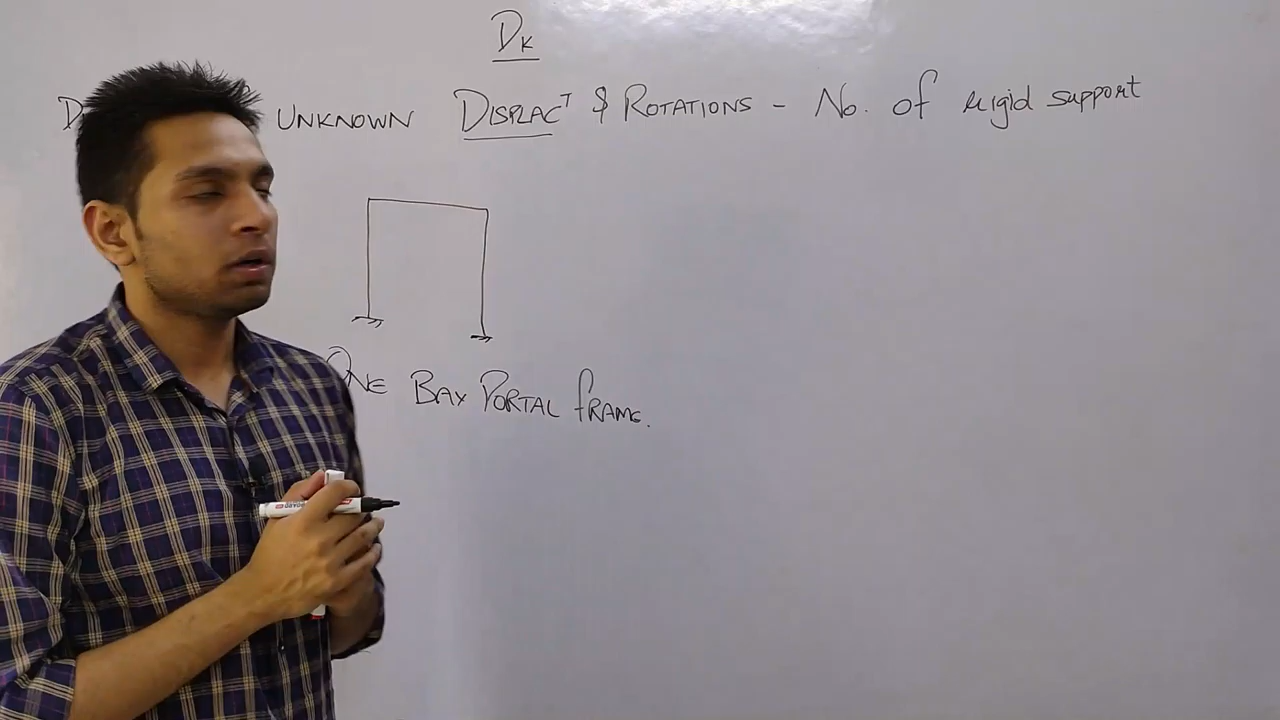 Dk
UNKNOWN DISPLACT & ROTATIONS - No. of rigid support
ONE BAY PORTAL FRAME.